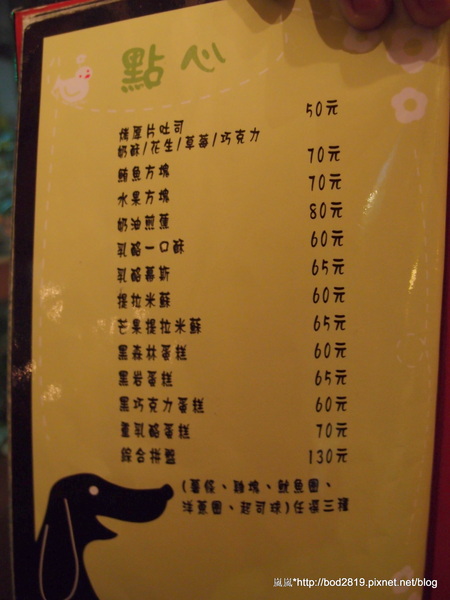 點心
烤厚片吐司 50元
奶酥/花生/草莓/巧克力
鮪魚方塊 70元
水果方塊 70元
奶油煎蕉 80元
乳酪一口酥 60元
乳酪慕斯 65元
提拉米蘇 60元
芒果提拉米蘇 65元
黑森林蛋糕 60元
黑岩蛋糕 65元
黑巧克力蛋糕 60元
重乳酪蛋糕 70元
綜合拼盤 130元
(薯條、雞塊、魷魚圈、
洋蔥圈、起司球)任選三種
嵐嵐*http://bod2819.pixnet.net/blog